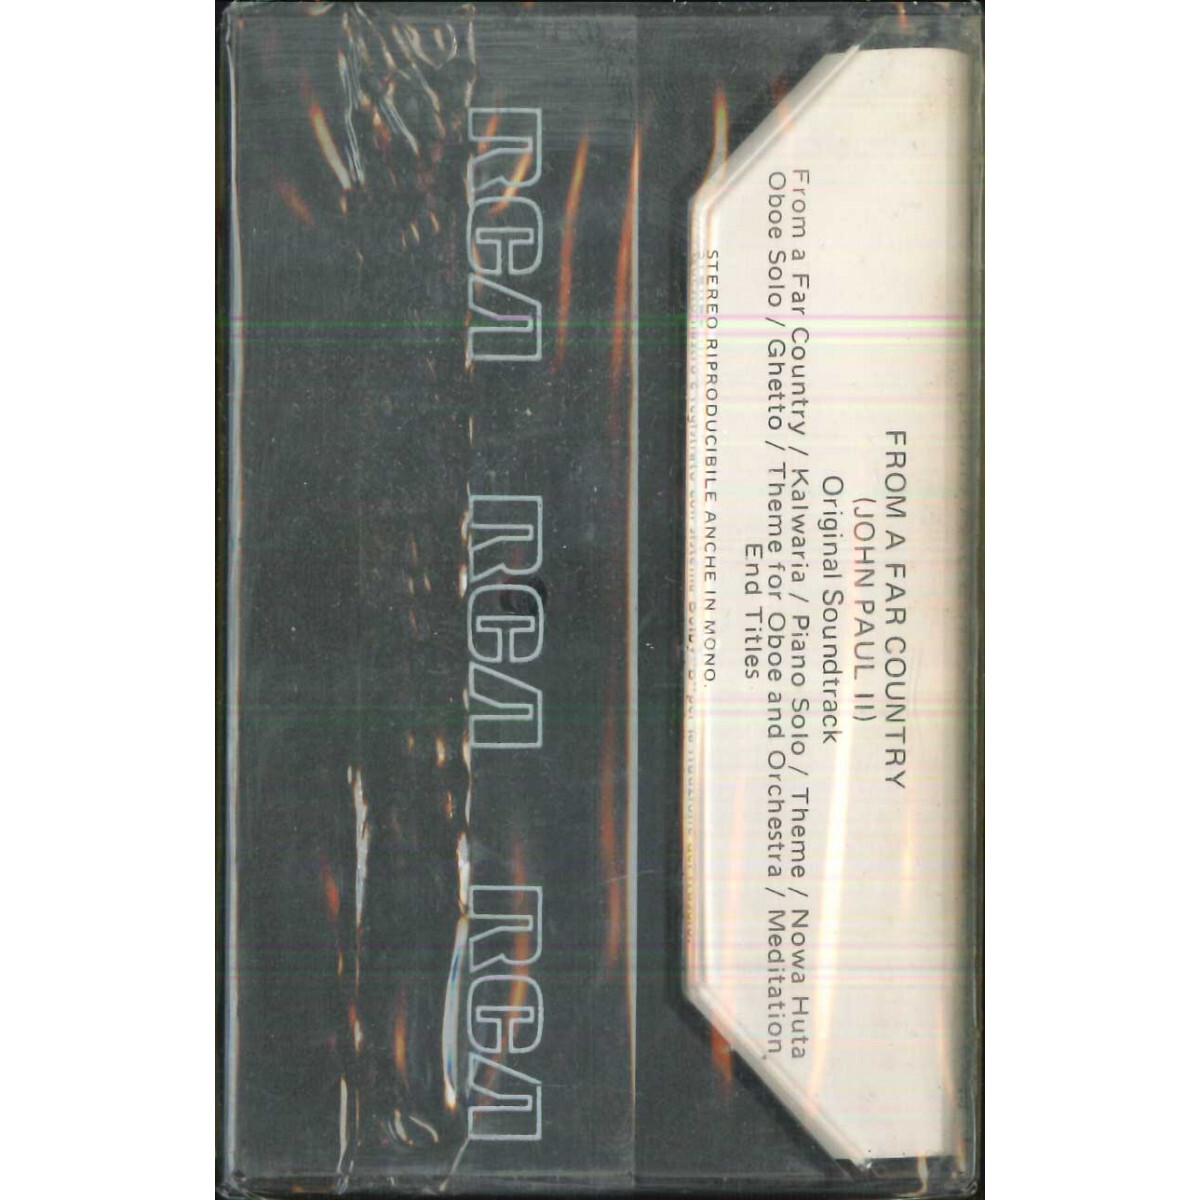 FROM A FAR COUNTRY
(JOHN PAUL II)
Original Soundtrack
From a Far Country / Kalwaria / Piano Solo / Theme / Nowa Huta
Oboe Solo / Ghetto / Theme for Oboe and Orchestra / Meditation
End Titles
STEREO RIPRODUCIBILE ANCHE IN MONO.
RCA RCA RCA